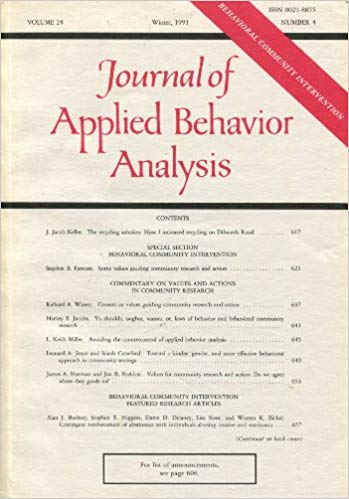 ISSN 0021-8855
VOLUME 24
Winter, 1991
NUMBER 4
BEHAVIORAL COMMUNITY INTERVENTION
Journal of
Applied Behavior
Analysis
CONTENTS
J. Jacob Keller. The recycling solution: How I increased recycling on Dilworth Road 617
SPECIAL SECTION
BEHAVIORAL COMMUNITY INTERVENTION
Stephen B. Fawcett. Some values guiding community research and action 621
COMMENTARY ON VALUES AND ACTIONS
IN COMMUNITY RESEARCH
Richard A. Winett. Caveats on values guiding community research and action 637
Harvey E. Jacobs. Ya shoulda, oughta, wanna, or, laws of behavior and behavioral community
research 641
L. Keith Miller. Avoiding the countercontrol of applied behavior analysis 645
Leonard A. Jason and Isiah Crawford. Toward a kinder, gentler, and more effective behavioral
approach in community settings 649
James A. Sherman and Jan B. Sheldon. Values for community research and action: Do we agree
where they guide us? 653
BEHAVIORAL COMMUNITY INTERVENTION
FEATURED RESEARCH ARTICLES
Alan J. Budney, Stephen T. Higgins, Dawn D. Delaney, Lisa Kent, and Warren K. Bickel.
Contingent reinforcement of abstinence with individuals abusing cocaine and marijuana 657
(Continued on back cover)
For list of announcements,
see page 606.